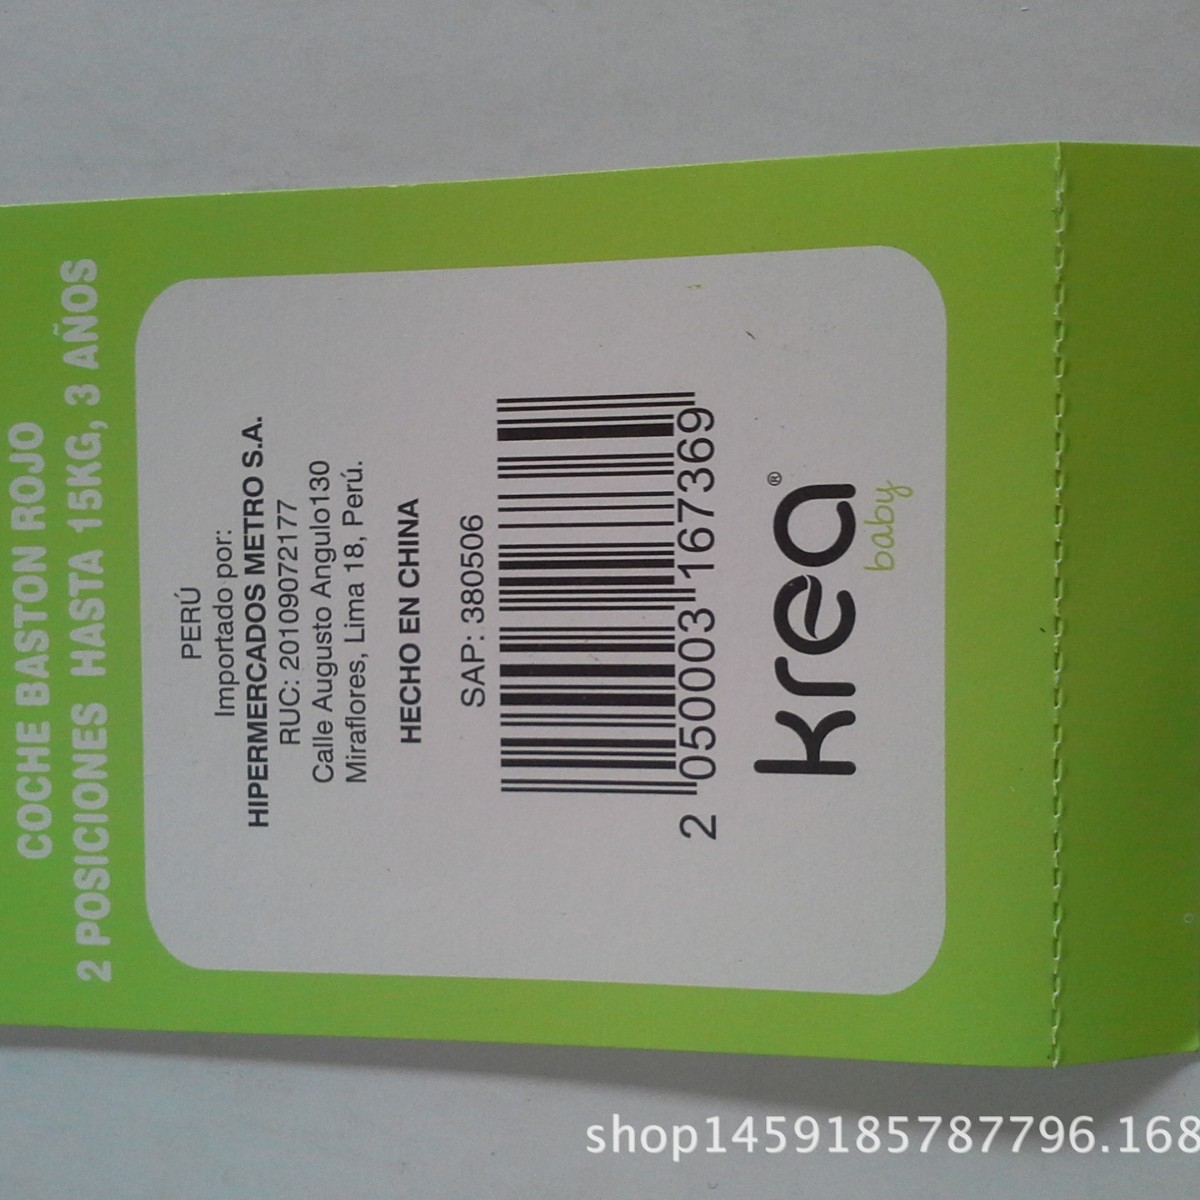 COCHE BASTON ROJO
2 POSICIONES HASTA 15KG, 3 AÑOS
PERÚ
Importado por:
HIPERMERCADOS METRO S.A.
RUC: 20109072177
Calle Augusto Angulo130
Miraflores, Lima 18, Perú.
HECHO EN CHINA
SAP: 380506
2 050003 167369
krea®
baby
shop1459185787796.168